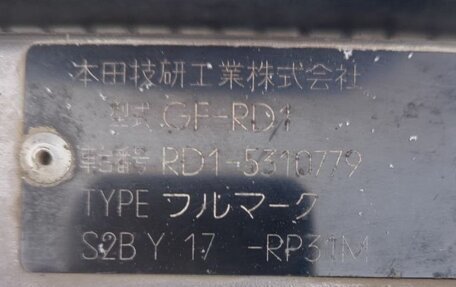 本田技研工業株式会社
型式 GF-RD1
車台番号 RD1-5310779
TYPE フルマーク
S2BY 17 -RP31M